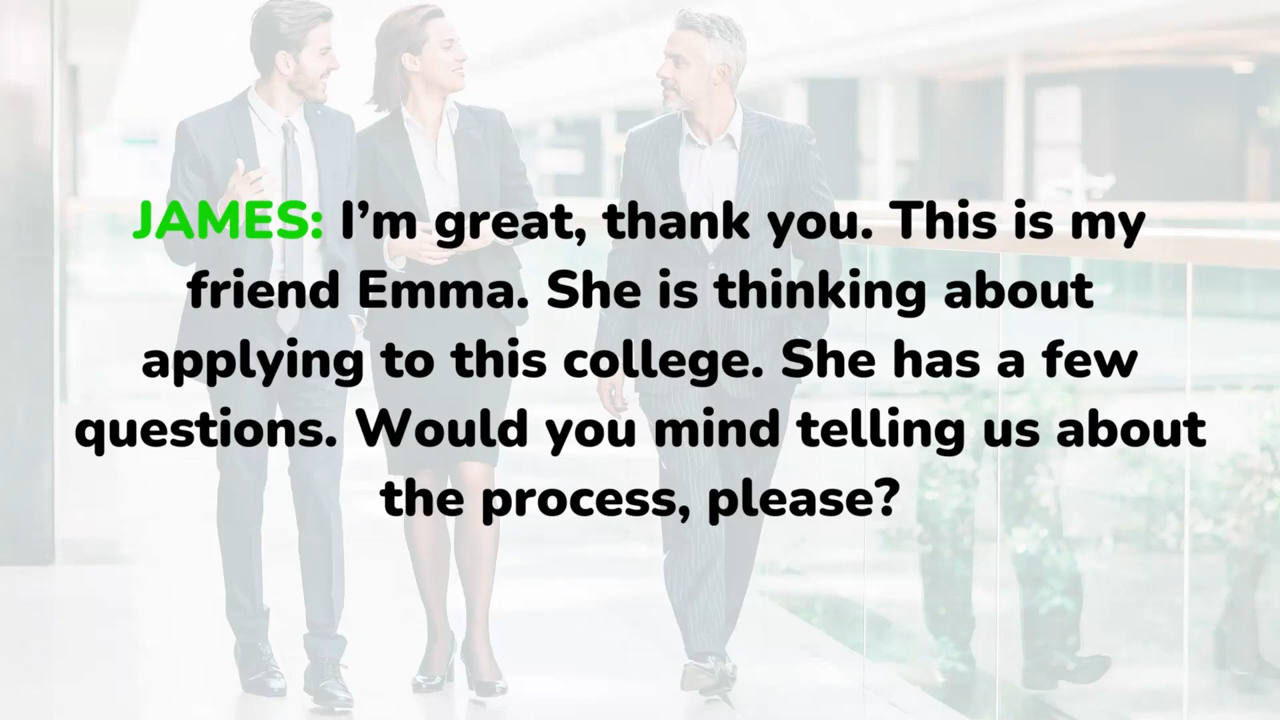 JAMES: I’m great, thank you. This is my
friend Emma. She is thinking about
applying to this college. She has a few
questions. Would you mind telling us about
the process, please?